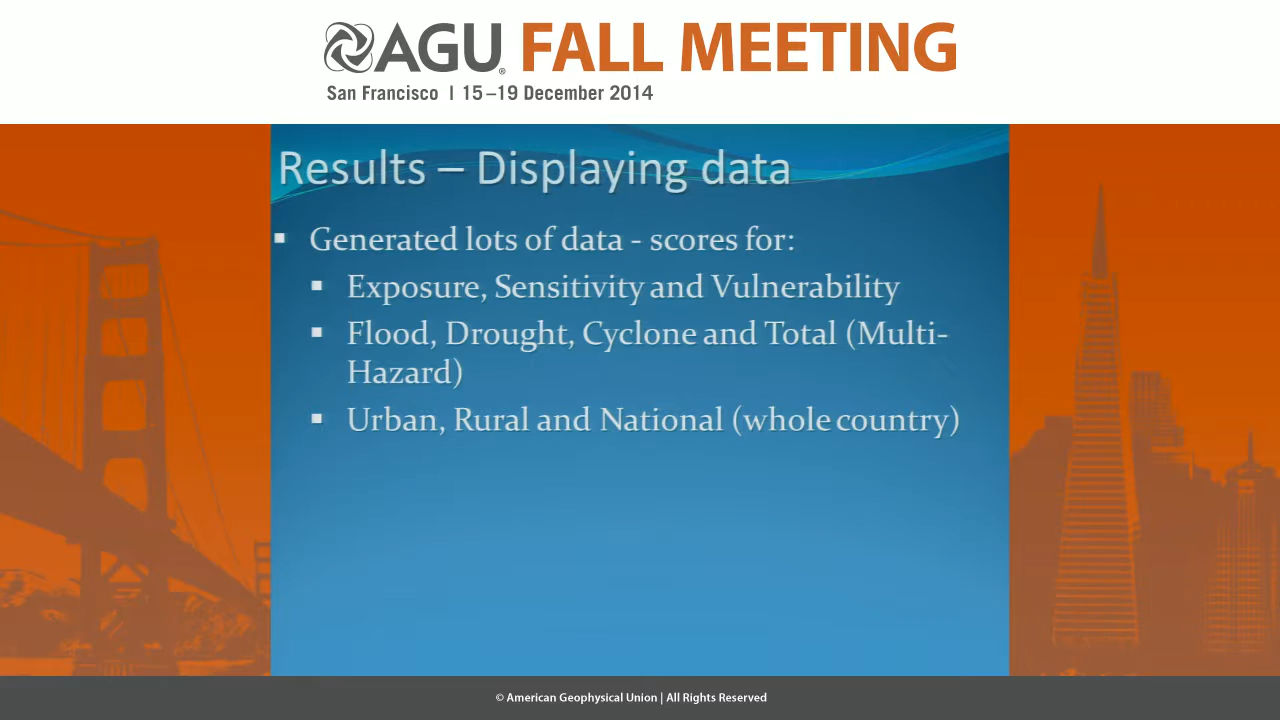 AGU FALL MEETING
San Francisco | 15–19 December 2014
Results – Displaying data
▪ Generated lots of data - scores for:
▪ Exposure, Sensitivity and Vulnerability
▪ Flood, Drought, Cyclone and Total (Multi-
Hazard)
▪ Urban, Rural and National (whole country)
© American Geophysical Union | All Rights Reserved